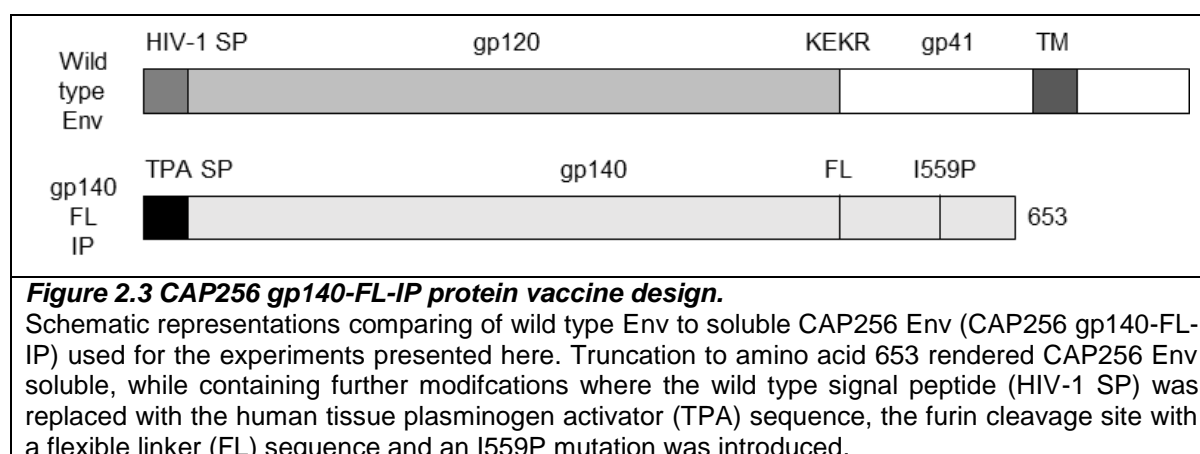 HIV-1 SP gp120 KEKR gp41 TM
Wild
type
Env
TPA SP gp140 FL I559P
gp140
FL
IP
653
Figure 2.3 CAP256 gp140-FL-IP protein vaccine design.
Schematic representations comparing of wild type Env to soluble CAP256 Env (CAP256 gp140-FL-
IP) used for the experiments presented here. Truncation to amino acid 653 rendered CAP256 Env
soluble, while containing further modifcations where the wild type signal peptide (HIV-1 SP) was
replaced with the human tissue plasminogen activator (TPA) sequence, the furin cleavage site with
a flexible linker (FL) sequence and an I559P mutation was introduced.